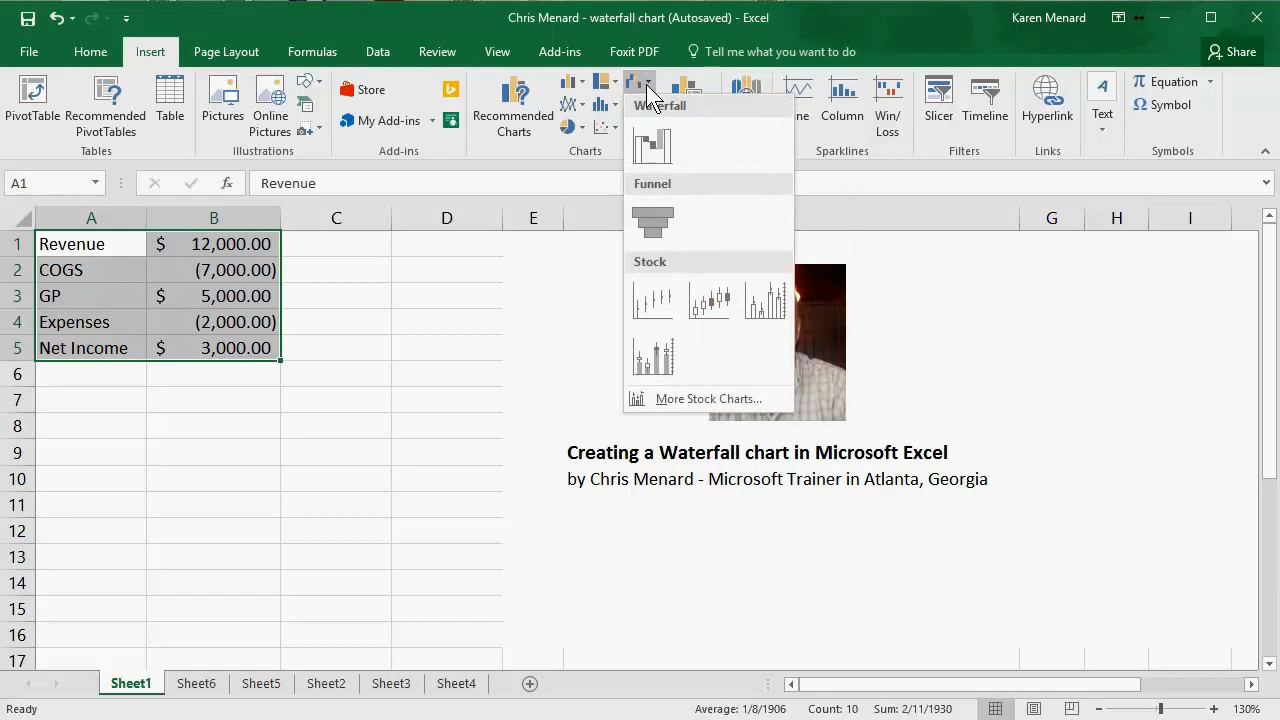 Chris Menard - waterfall chart (Autosaved) - Excel
Karen Menard
File Home Insert Page Layout Formulas Data Review View Add-ins Foxit PDF Tell me what you want to do Share
PivotTable
Recommended
PivotTables
Table
Tables
Pictures
Online
Pictures
Illustrations
Store
My Add-ins
Add-ins
Recommended
Charts
Charts
Column
Win/
Loss
Sparklines
Slicer
Timeline
Filters
Hyperlink
Links
Text
Equation
Symbol
Symbols
Waterfall
Funnel
Stock
More Stock Charts...
A1 fx Revenue
A B C D E G H I
1 Revenue $ 12,000.00
2 COGS (7,000.00)
3 GP $ 5,000.00
4 Expenses (2,000.00)
5 Net Income $ 3,000.00
6
7
8
9
10
11
12
13
14
15
16
17
Creating a Waterfall chart in Microsoft Excel
by Chris Menard - Microsoft Trainer in Atlanta, Georgia
Sheet1 Sheet6 Sheet5 Sheet2 Sheet3 Sheet4
Ready Average: 1/8/1906 Count: 10 Sum: 2/11/1930 130%